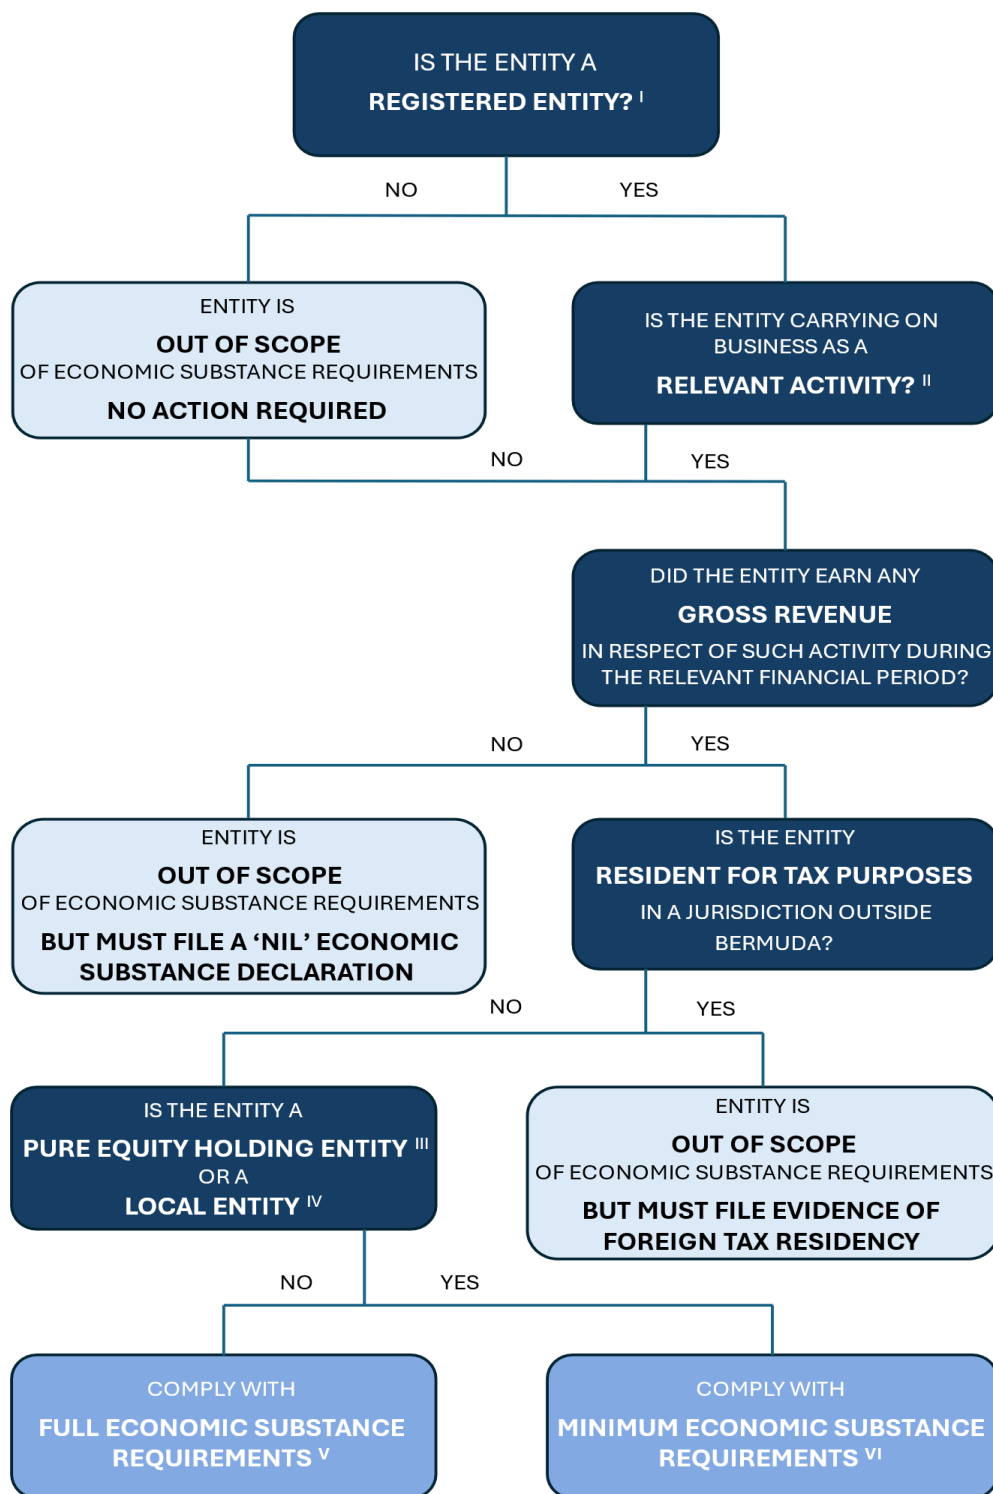 IS THE ENTITY A
REGISTERED ENTITY? I
NO
YES
ENTITY IS
OUT OF SCOPE
OF ECONOMIC SUBSTANCE REQUIREMENTS
NO ACTION REQUIRED
IS THE ENTITY CARRYING ON
BUSINESS AS A
RELEVANT ACTIVITY? II
NO
YES
DID THE ENTITY EARN ANY
GROSS REVENUE
IN RESPECT OF SUCH ACTIVITY DURING
THE RELEVANT FINANCIAL PERIOD?
NO
YES
ENTITY IS
OUT OF SCOPE
OF ECONOMIC SUBSTANCE REQUIREMENTS
BUT MUST FILE A ‘NIL’ ECONOMIC
SUBSTANCE DECLARATION
IS THE ENTITY
RESIDENT FOR TAX PURPOSES
IN A JURISDICTION OUTSIDE
BERMUDA?
NO
YES
IS THE ENTITY A
PURE EQUITY HOLDING ENTITY III
OR A
LOCAL ENTITY IV
ENTITY IS
OUT OF SCOPE
OF ECONOMIC SUBSTANCE REQUIREMENTS
BUT MUST FILE EVIDENCE OF
FOREIGN TAX RESIDENCY
NO
YES
COMPLY WITH
FULL ECONOMIC SUBSTANCE
REQUIREMENTS V
COMPLY WITH
MINIMUM ECONOMIC SUBSTANCE
REQUIREMENTS VI